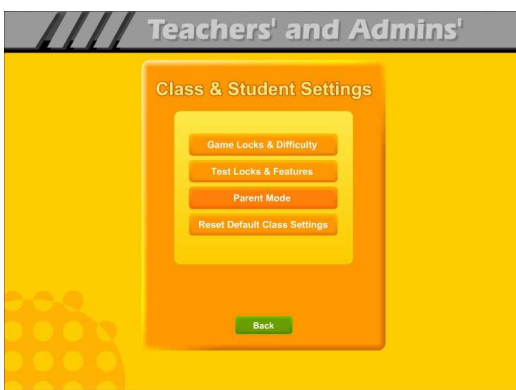 Teachers' and Admins'
Class & Student Settings
Game Locks & Difficulty
Test Locks & Features
Parent Mode
Reset Default Class Settings
Back